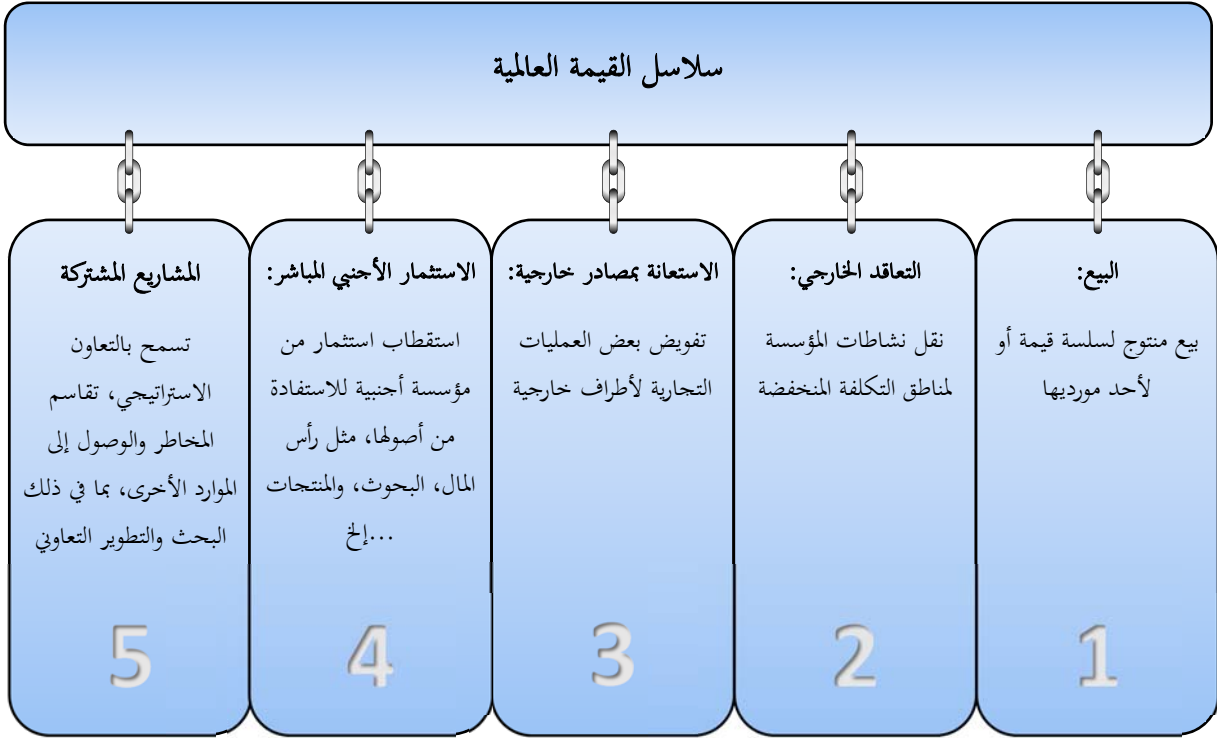 سلاسل القيمة العالمية
البيع:
بيع منتوج لسلسة قيمة أو
لأحد مورديها
1
التعاقد الخارجي:
نقل نشاطات المؤسسة
لمناطق التكلفة المنخفضة
2
الاستعانة بمصادر خارجية:
تفويض بعض العمليات
التجارية لأطراف خارجية
3
الاستثمار الأجنبي المباشر:
استقطاب استثمار من
مؤسسة أجنبية للاستفادة
من أصولها، مثل رأس
المال، البحوث، والمنتجات
...إلخ
4
المشاريع المشتركة
تسمح بالتعاون
الاستراتيجي، تقاسم
المخاطر والوصول إلى
الموارد الأخرى، بما في ذلك
البحث والتطوير التعاوني
5